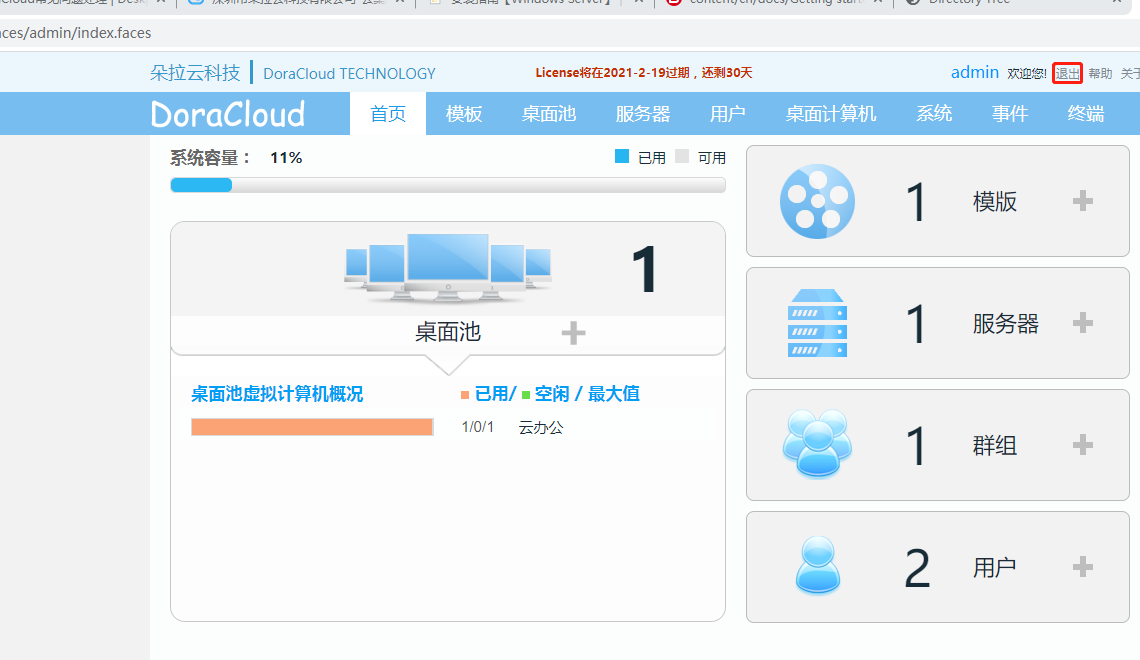 ces/admin/index.faces
朵拉云科技 DoraCloud TECHNOLOGY License将在2021-2-19过期，还剩30天 admin 欢迎您! 退出 帮助 关于
DoraCloud 首页 模板 桌面池 服务器 用户 桌面计算机 系统 事件 终端
系统容量： 11% 已用 可用
1 模版
1
桌面池
1 服务器
桌面池虚拟计算机概况 已用/ 空闲 / 最大值
1/0/1 云办公
1 群组
2 用户